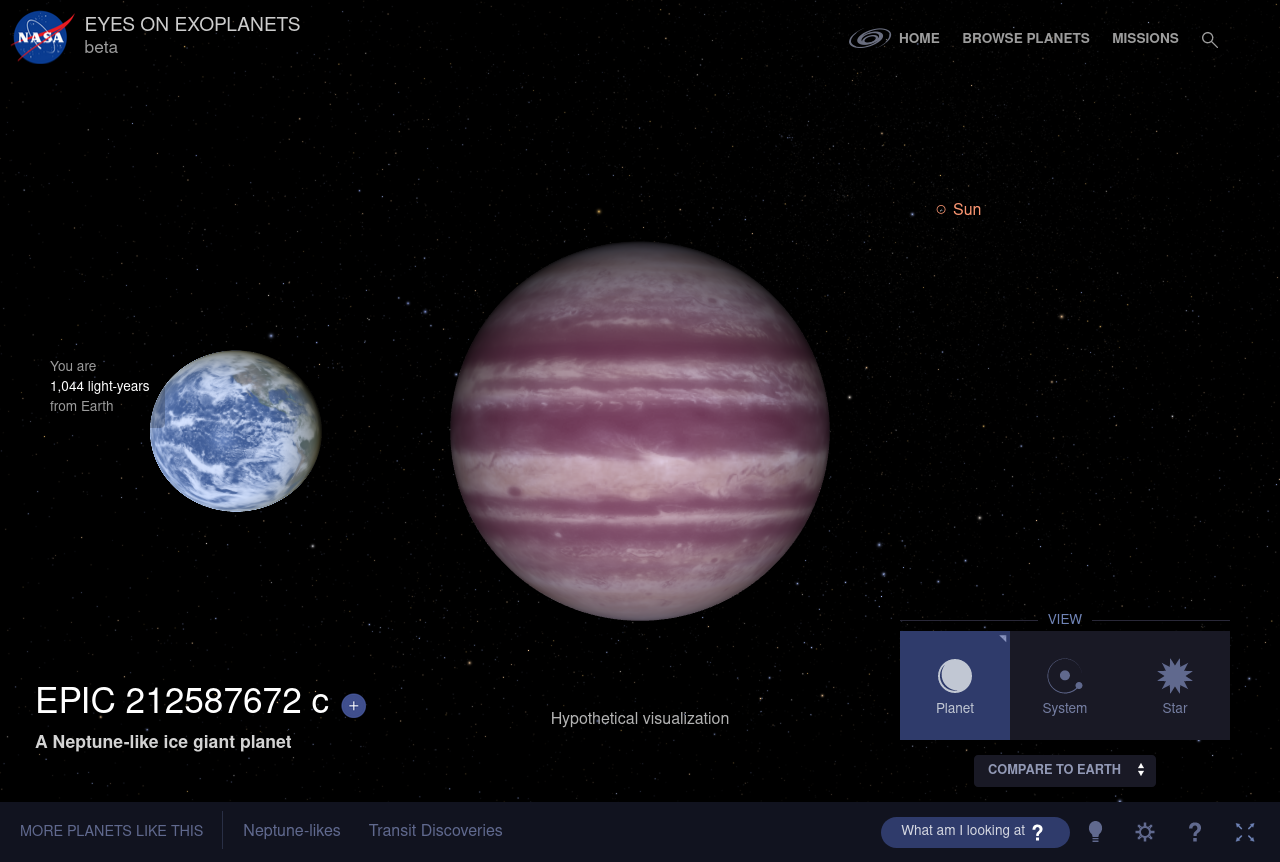 NASA
EYES ON EXOPLANETS
beta
HOME
BROWSE PLANETS
MISSIONS
Sun
You are
1,044 light-years
from Earth
VIEW
Planet
System
Star
EPIC 212587672 c +
A Neptune-like ice giant planet
Hypothetical visualization
COMPARE TO EARTH
MORE PLANETS LIKE THIS
Neptune-likes
Transit Discoveries
What am I looking at ?
?